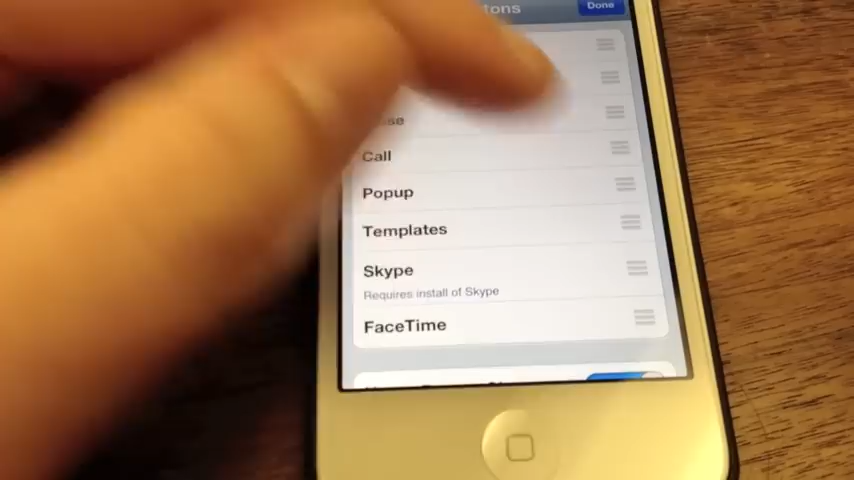 Done
Call
Popup
Templates
Skype
Requires install of Skype
FaceTime